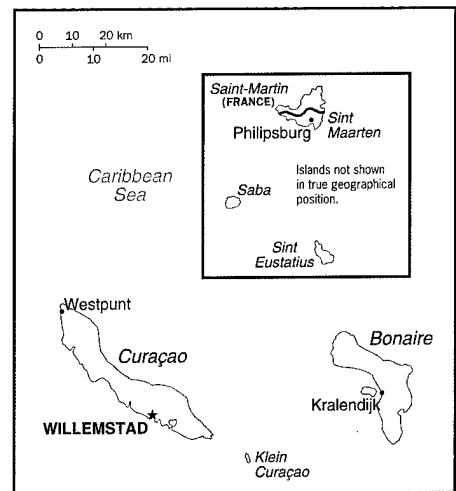 0 10 20 km
0 10 20 mi
Saint-Martin
(FRANCE)
Sint
Maarten
Philipsburg
Islands not shown
in true geographical
position.
Caribbean
Sea
Saba
Sint
Eustatius
Westpunt
Curaçao
Bonaire
Kralendijk
WILLEMSTAD
Klein
Curaçao